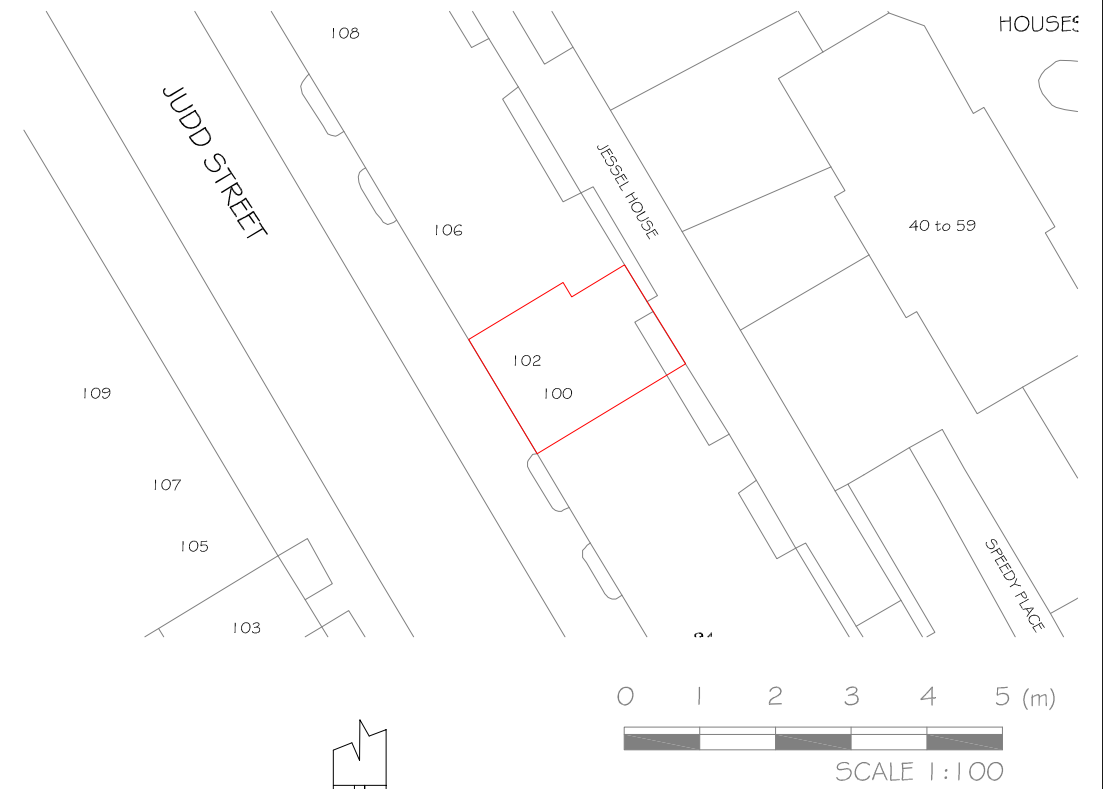 HOUSES
108
JUDD STREET
JESSEL HOUSE
106
40 to 59
102
100
109
107
105
SPEEDY PLACE
103
0 1 2 3 4 5 (m)
SCALE 1:100